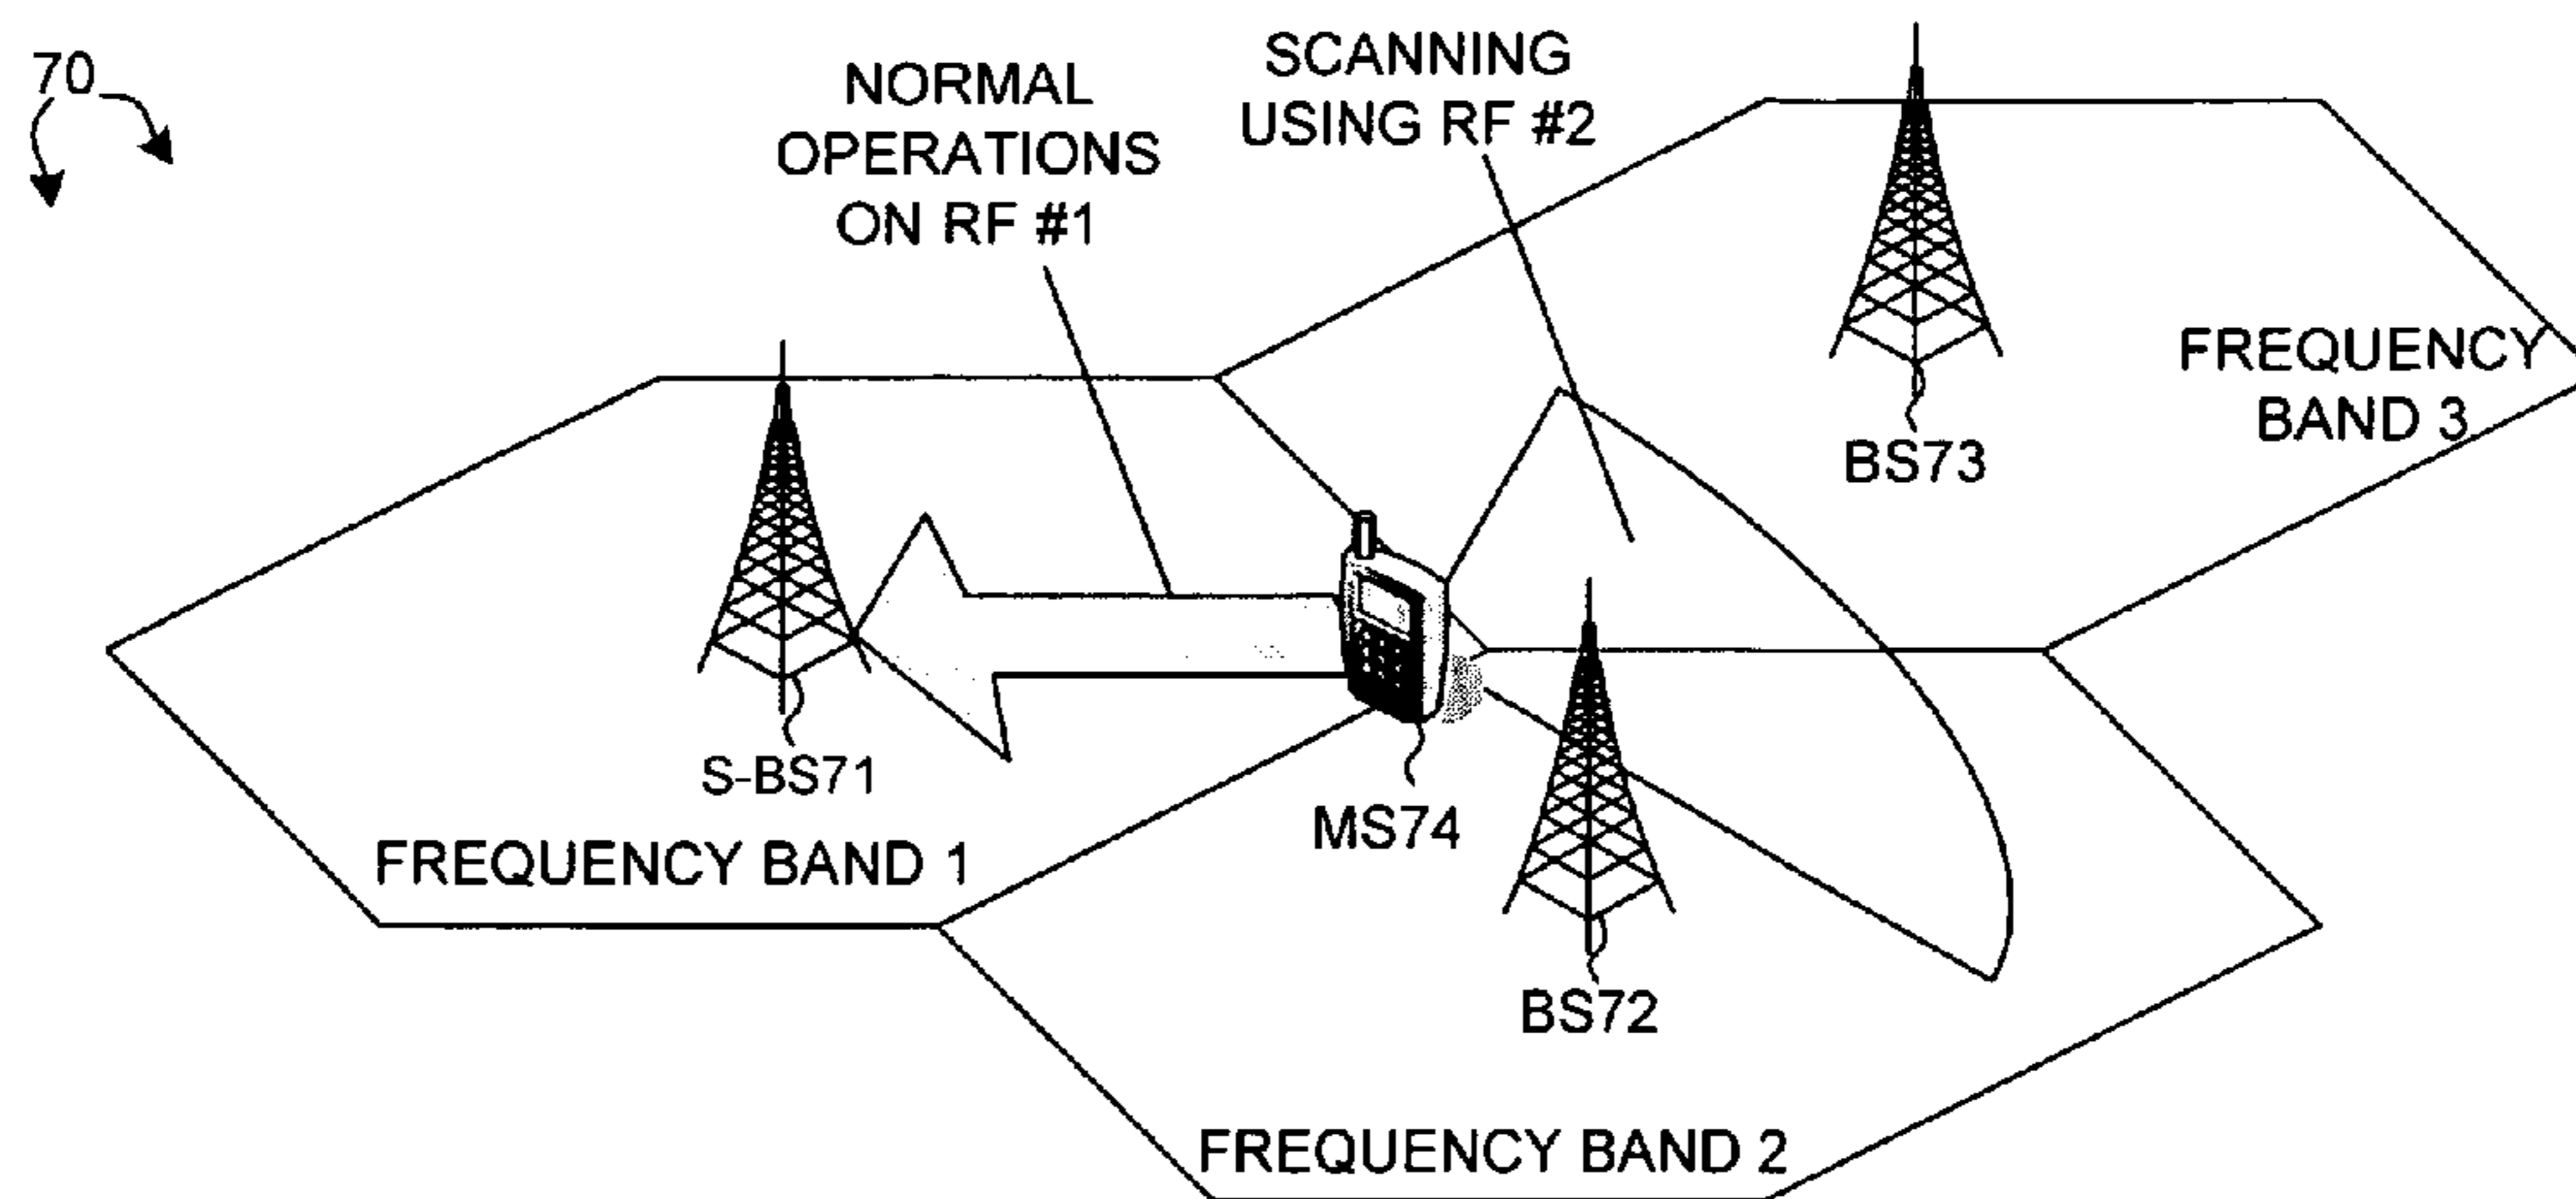 70
NORMAL
OPERATIONS
ON RF #1
SCANNING
USING RF #2
FREQUENCY
BAND 3
BS73
S-BS71
MS74
FREQUENCY BAND 1
BS72
FREQUENCY BAND 2